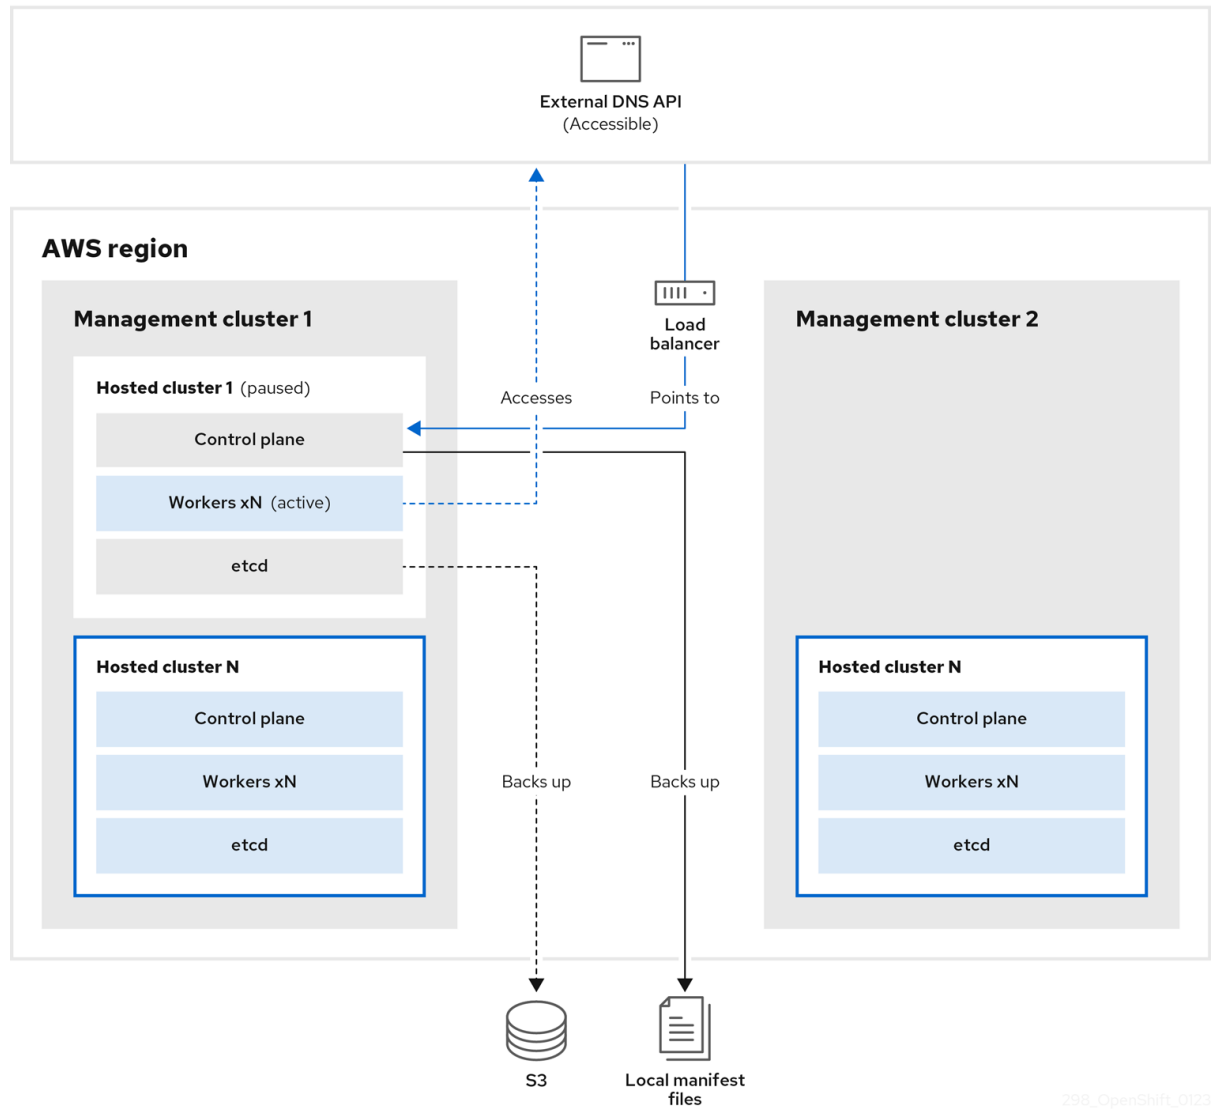 External DNS API
(Accessible)
AWS region
Management cluster 1
Hosted cluster 1 (paused)
Control plane
Workers xN (active)
etcd
Hosted cluster N
Control plane
Workers xN
etcd
Accesses
Load
balancer
Points to
Backs up
Backs up
Management cluster 2
Hosted cluster N
Control plane
Workers xN
etcd
S3
Local manifest
files
298_OpenShift_0123